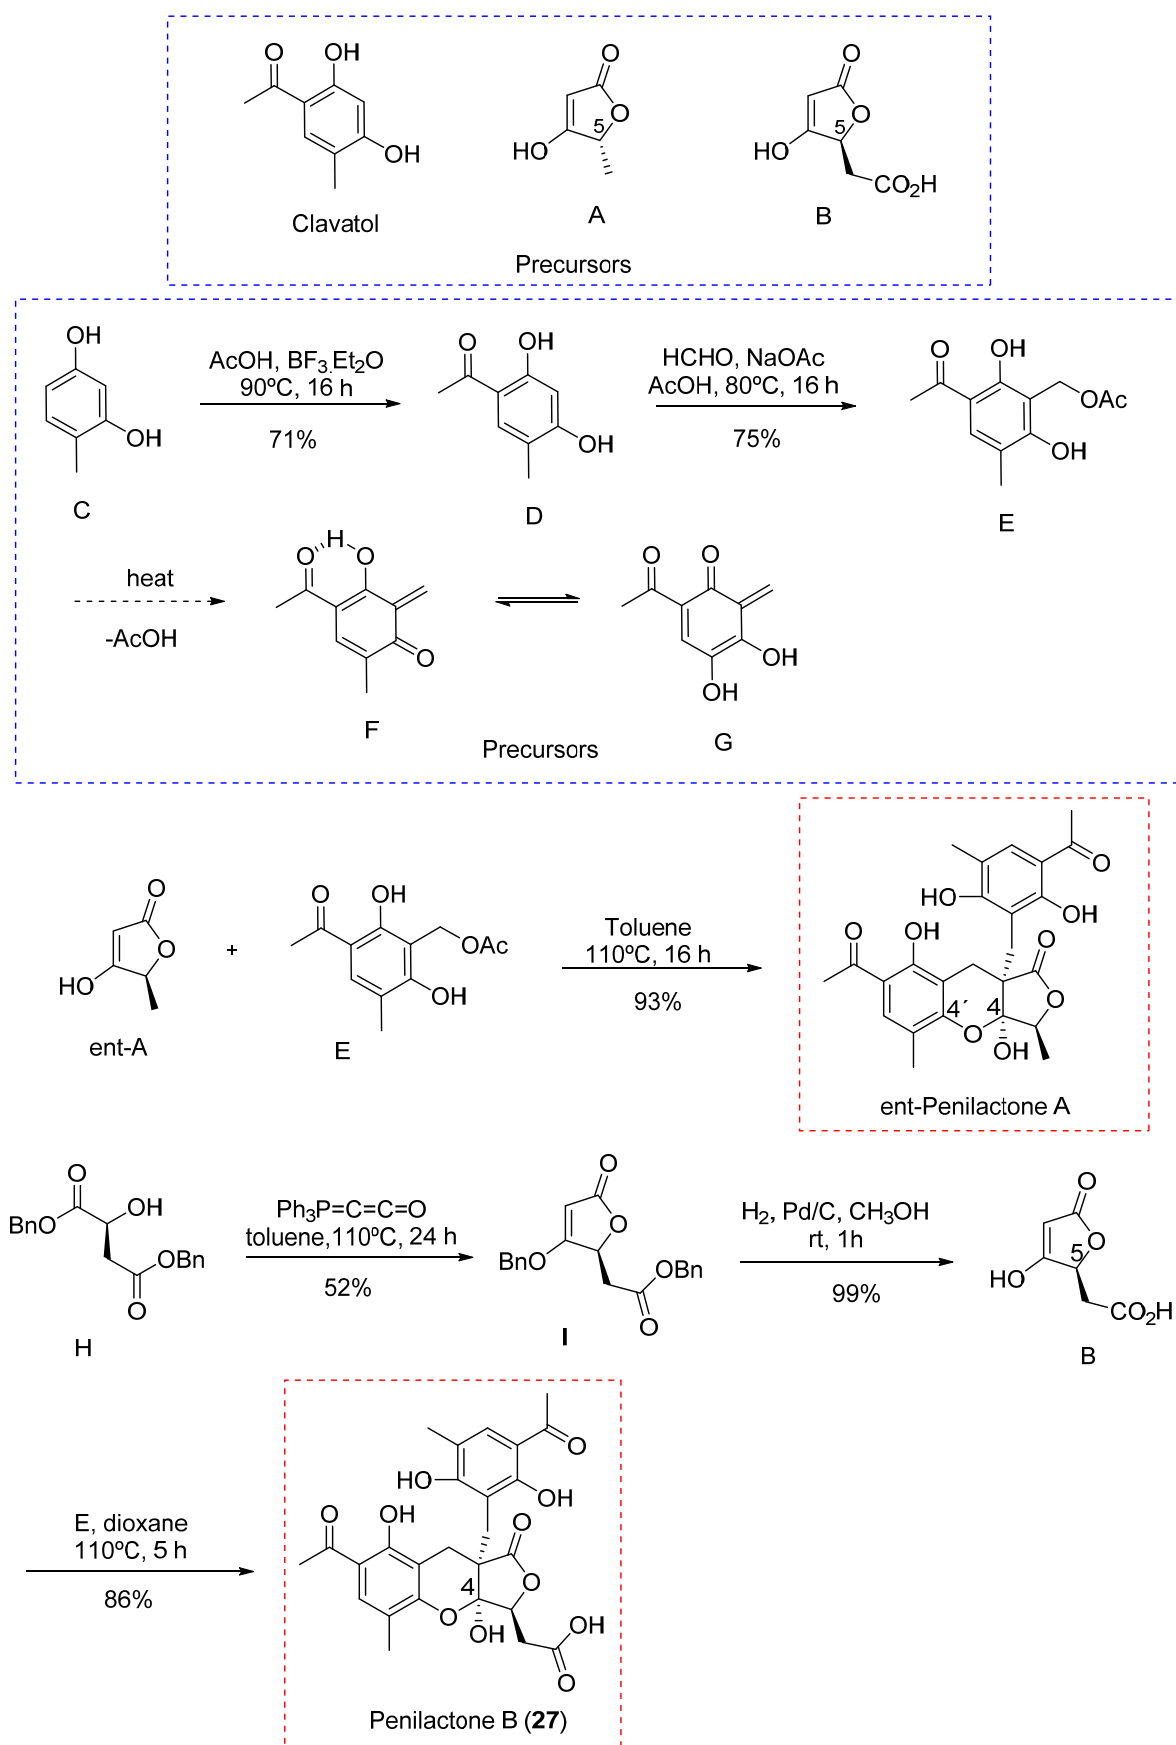 O
OH
OH
Clavatol
O
O
5
HO
A
O
O
5
HO
CO₂H
B
Precursors
OH
OH
C
AcOH, BF₃.Et₂O
90ºC, 16 h
71%
O
OH
OH
D
HCHO, NaOAc
AcOH, 80ºC, 16 h
75%
O
OH
OAc
OH
E
heat
-AcOH
O
H
O
O
F
O
O
OH
OH
G
Precursors
O
O
HO
ent-A
+
O
OH
OAc
OH
E
Toluene
110ºC, 16 h
93%
O
HO
OH
O
OH
O
O
4´
4
O
OH
ent-Penilactone A
O
OH
BnO
OBn
O
H
Ph₃P=C=C=O
toluene,110ºC, 24 h
52%
O
O
BnO
OBn
O
I
H₂, Pd/C, CH₃OH
rt, 1h
99%
O
O
5
HO
CO₂H
B
E, dioxane
110ºC, 5 h
86%
O
HO
OH
O
OH
O
O
4
O
OH
OH
O
Penilactone B (27)